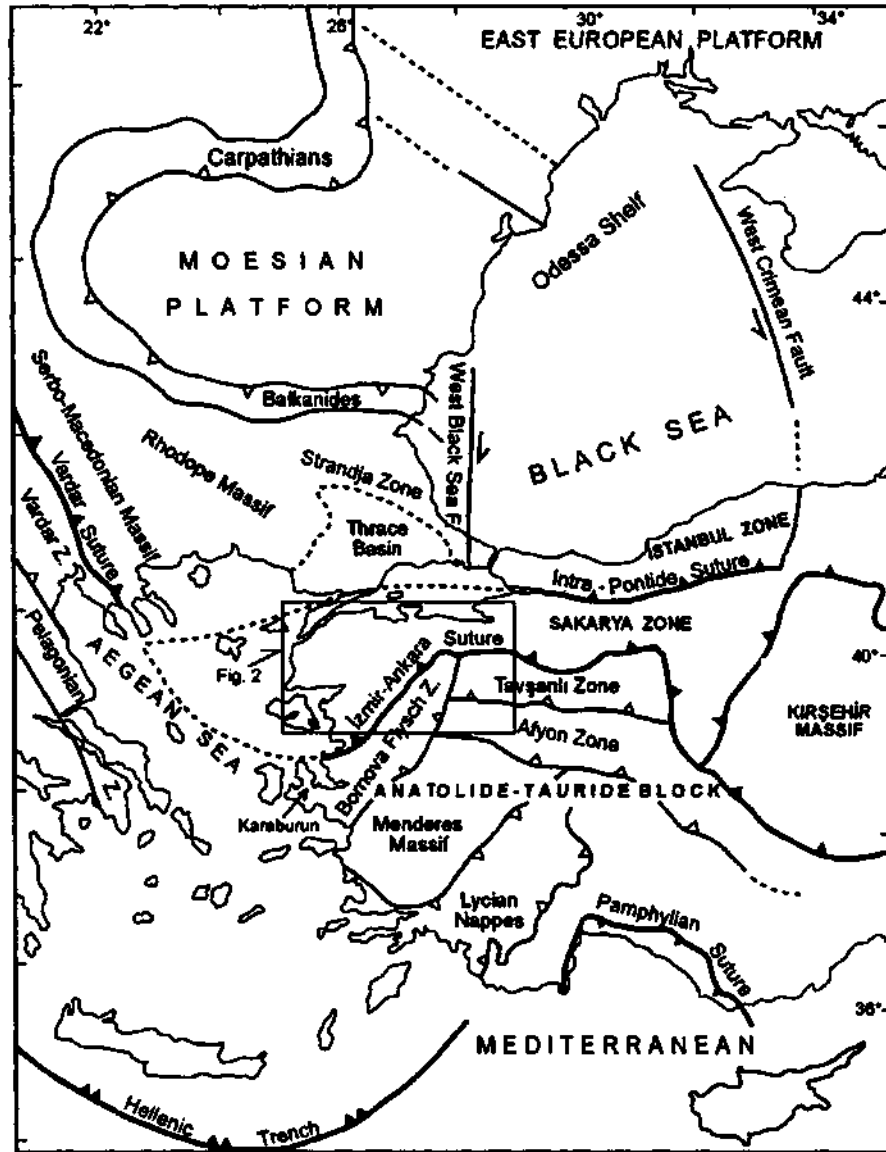 22°
26°
30°
34°
EAST EUROPEAN PLATFORM
Carpathians
MOESIAN
PLATFORM
Odessa Shelf
West Crimean Fault
44°
Balkanides
West Black Sea F.
BLACK SEA
Serbo-Macedonian Massif
Rhodope Massif
Strandja Zone
Thrace
Basin
Vardar Suture
Vardar Z.
İSTANBUL ZONE
Intra-Pontide Suture
Pelagonian Z.
AEGEAN SEA
Fig. 2
Suture
SAKARYA ZONE
40°
İzmir-Ankara
Tavşanlı Zone
KIRŞEHİR
MASSIF
Bornova Flysch Z.
Afyon Zone
ANATOLIDE-TAURIDE BLOCK
Karaburun
Menderes
Massif
Lycian
Nappes
Pamphylian
Suture
36°
MEDITERRANEAN
Hellenic Trench